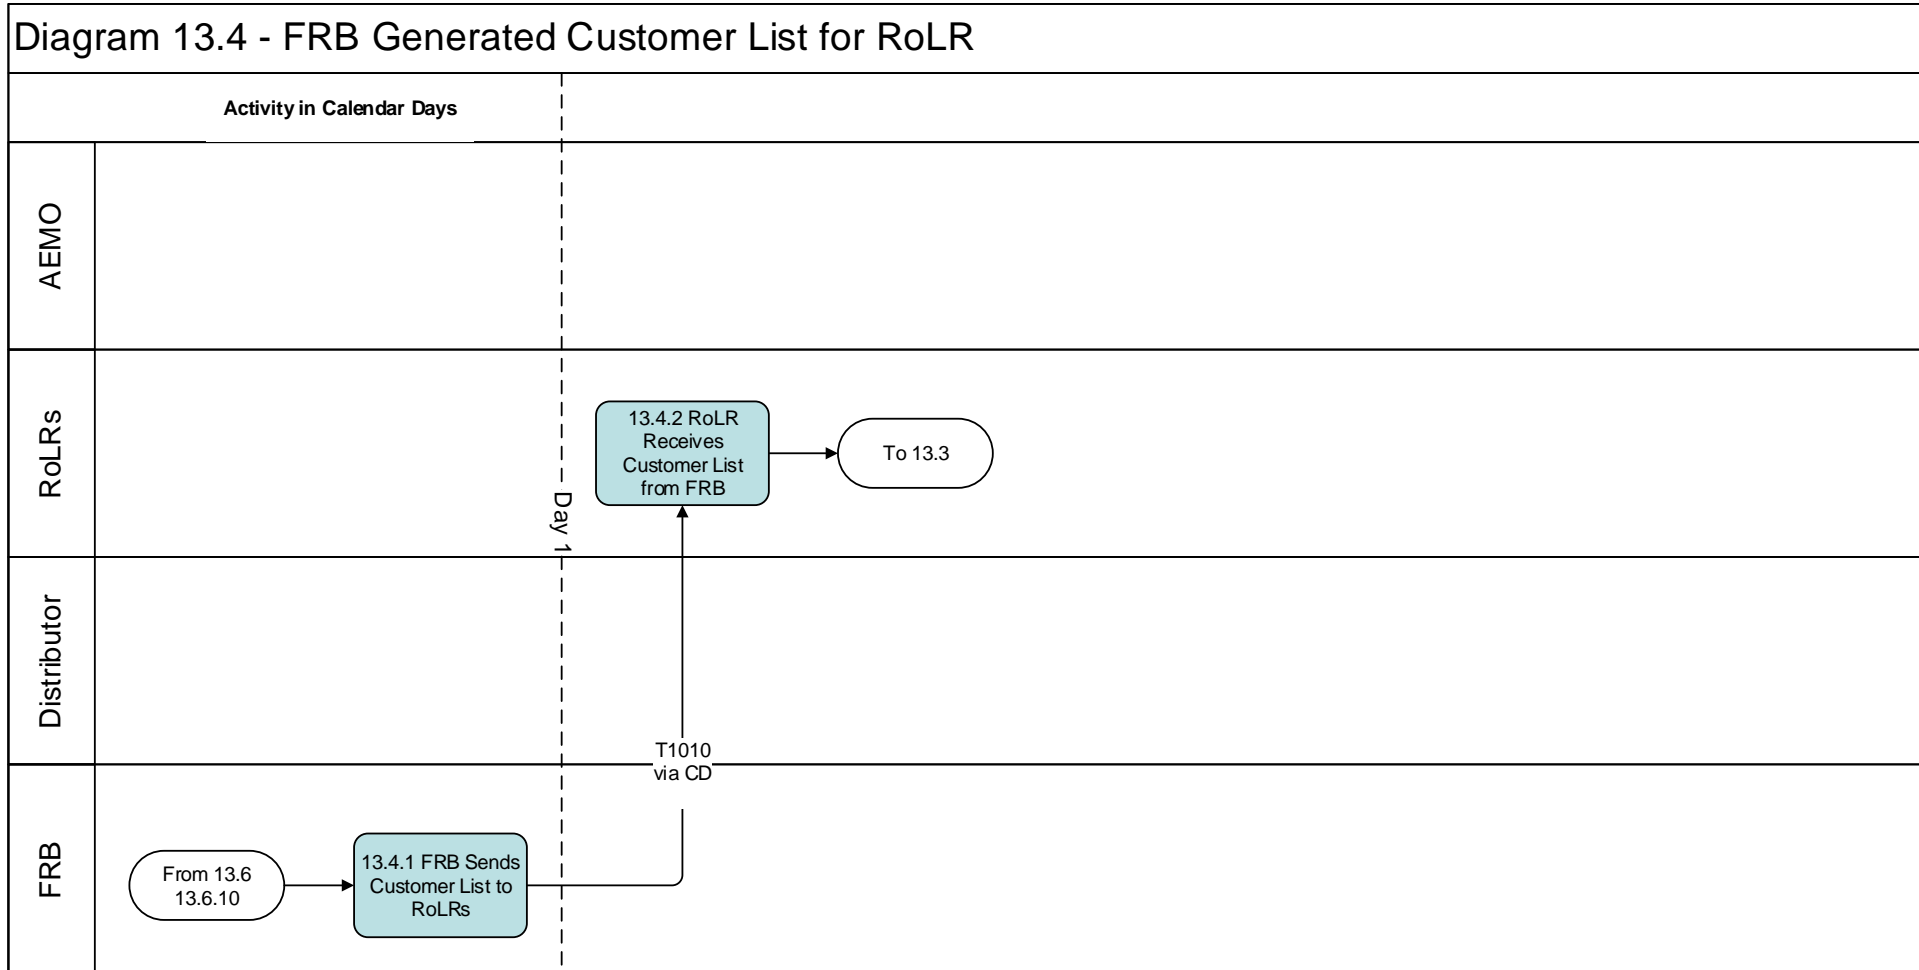 Diagram 13.4 - FRB Generated Customer List for RoLR
Activity in Calendar Days
AEMO
RoLRs
13.4.2 RoLR
Receives
Customer List
from FRB
To 13.3
Day 1
Distributor
T1010
via CD
FRB
From 13.6
13.6.10
13.4.1 FRB Sends
Customer List to
RoLRs